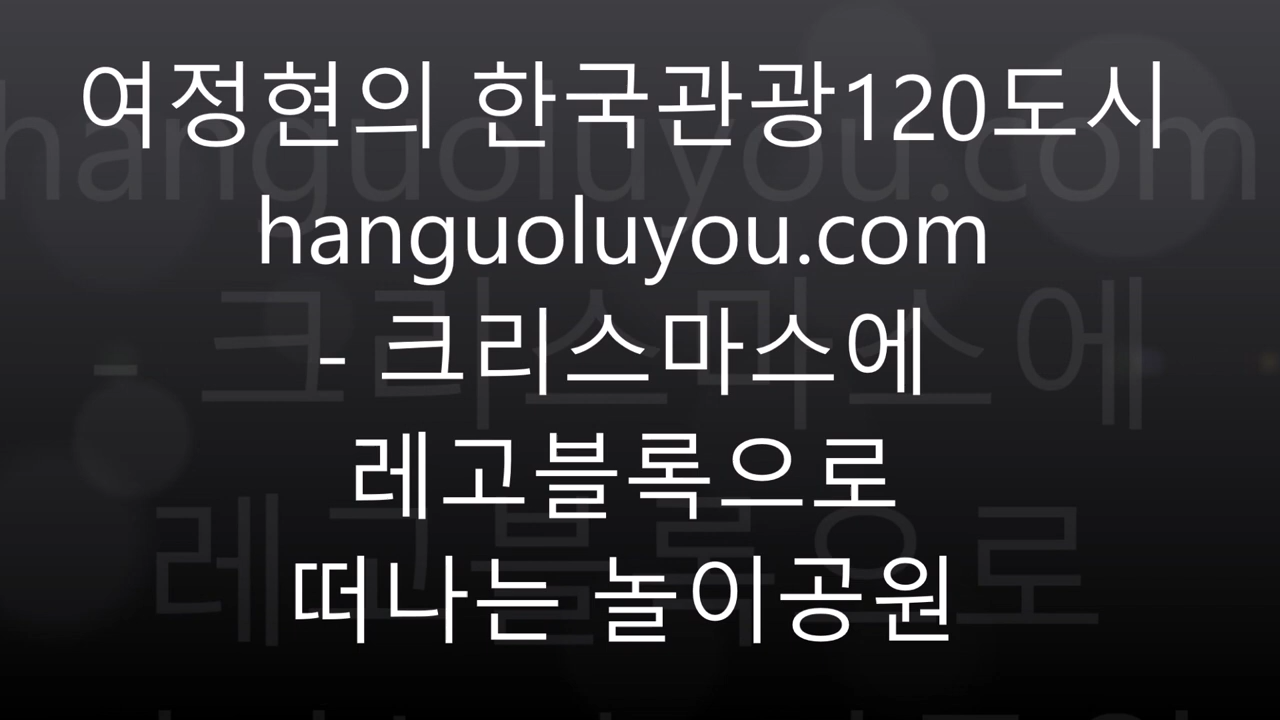 여정현의 한국관광120도시
hanguoluyou.com
- 크리스마스에
레고블록으로
떠나는 놀이공원